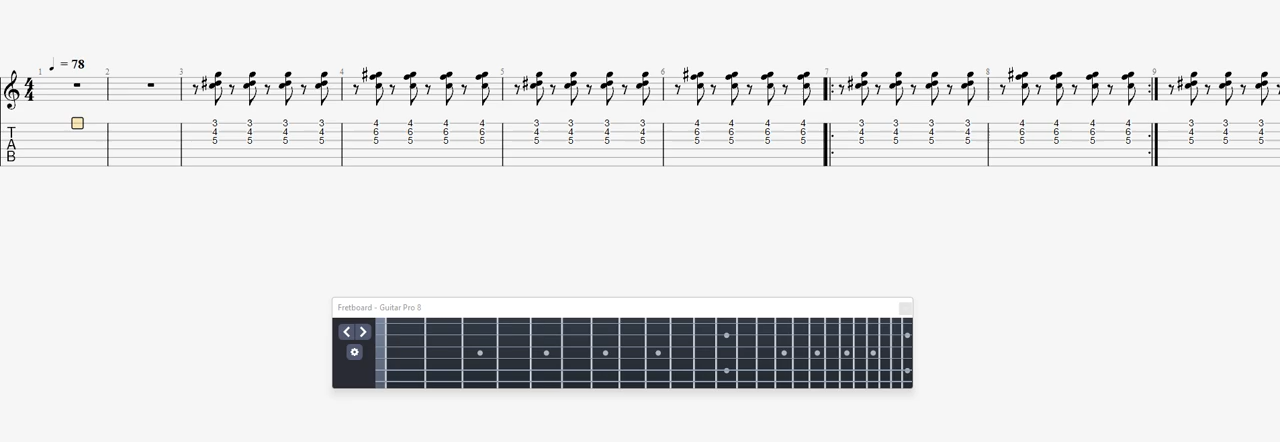 = 78
1 2 3 4 5 6 7 8 9
4
4
T 3 3 3 3 4 4 4 4 3 3 3 3 4 4 4 4 3 3 3 3 4 4 4 4 3 3 3
A 4 4 4 4 6 6 6 6 4 4 4 4 6 6 6 6 4 4 4 4 6 6 6 6 4 4 4
B 5 5 5 5 5 5 5 5 5 5 5 5 5 5 5 5 5 5 5 5 5 5 5 5 5 5 5
Fretboard - Guitar Pro 8